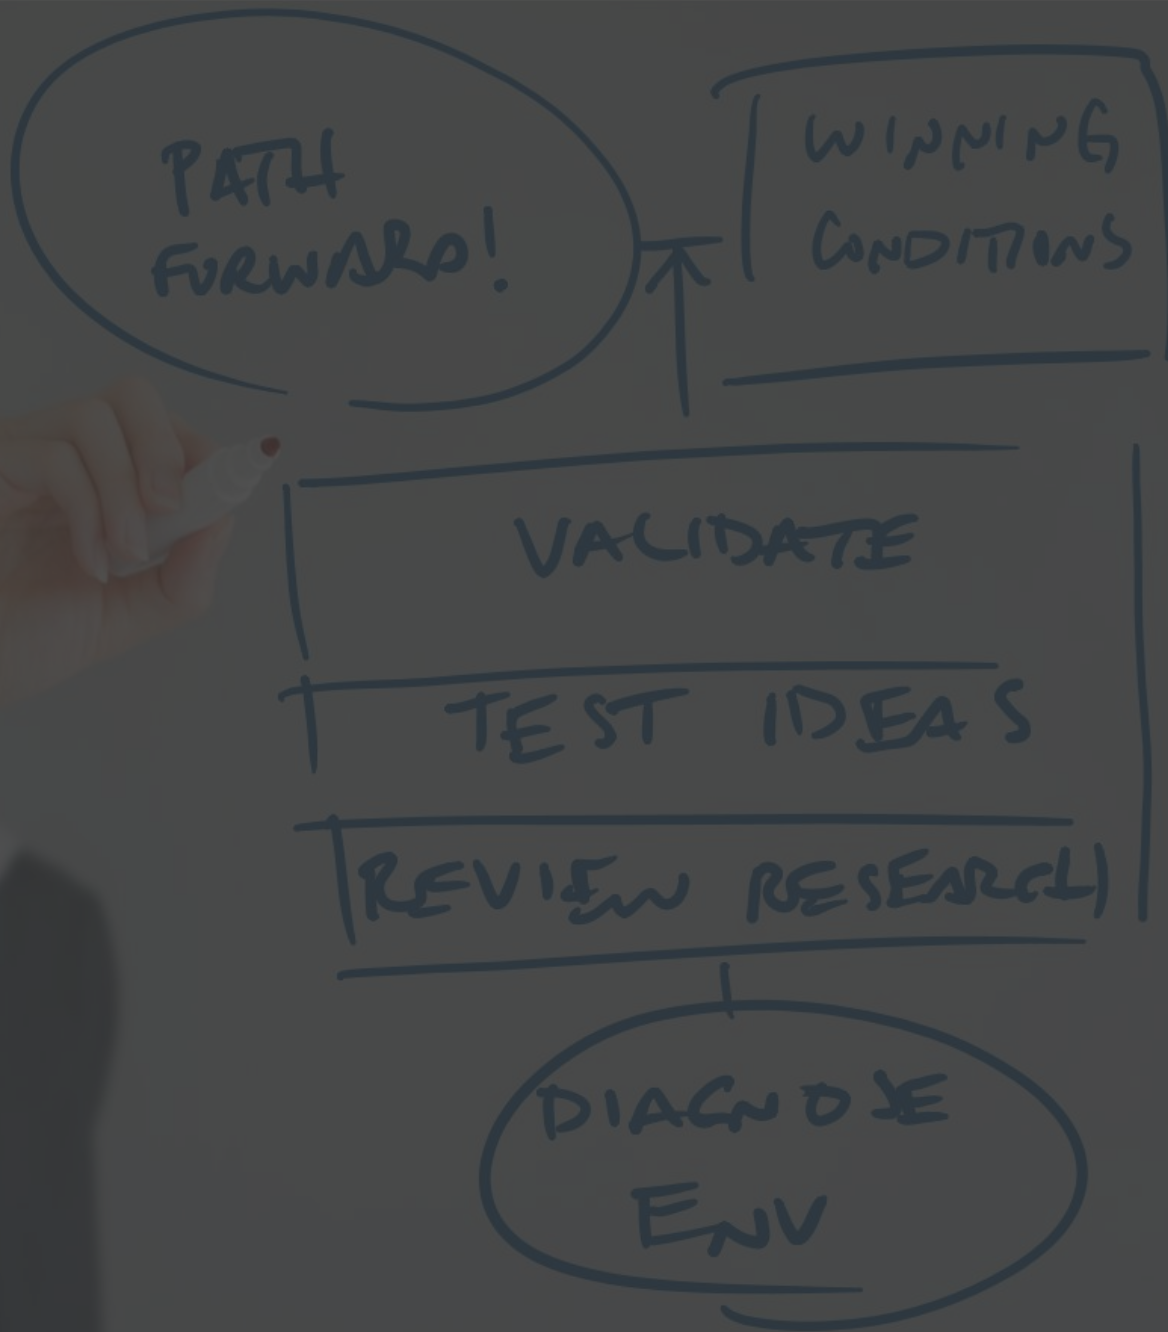 PATH
FORWARD!
WINNING
CONDITIONS
VALIDATE
TEST IDEAS
REVIEW RESEARCH
DIAGNOSE
ENV